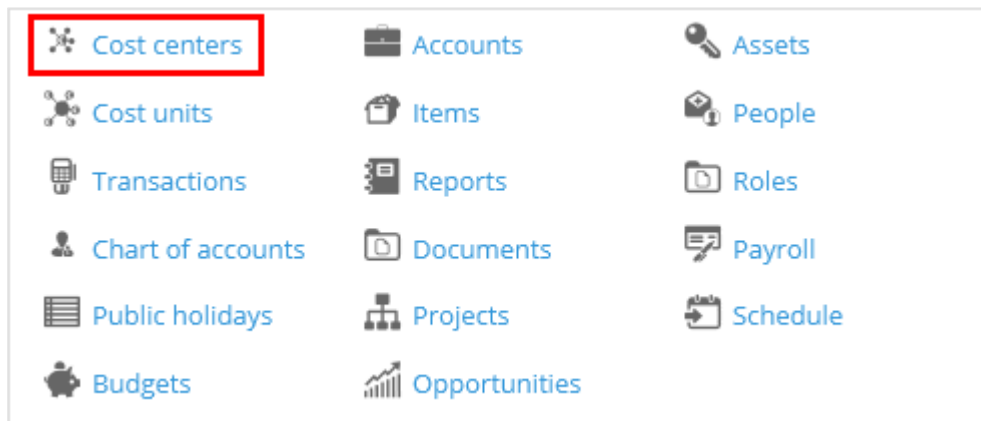 Cost centers Accounts Assets
Cost units Items People
Transactions Reports Roles
Chart of accounts Documents Payroll
Public holidays Projects Schedule
Budgets Opportunities